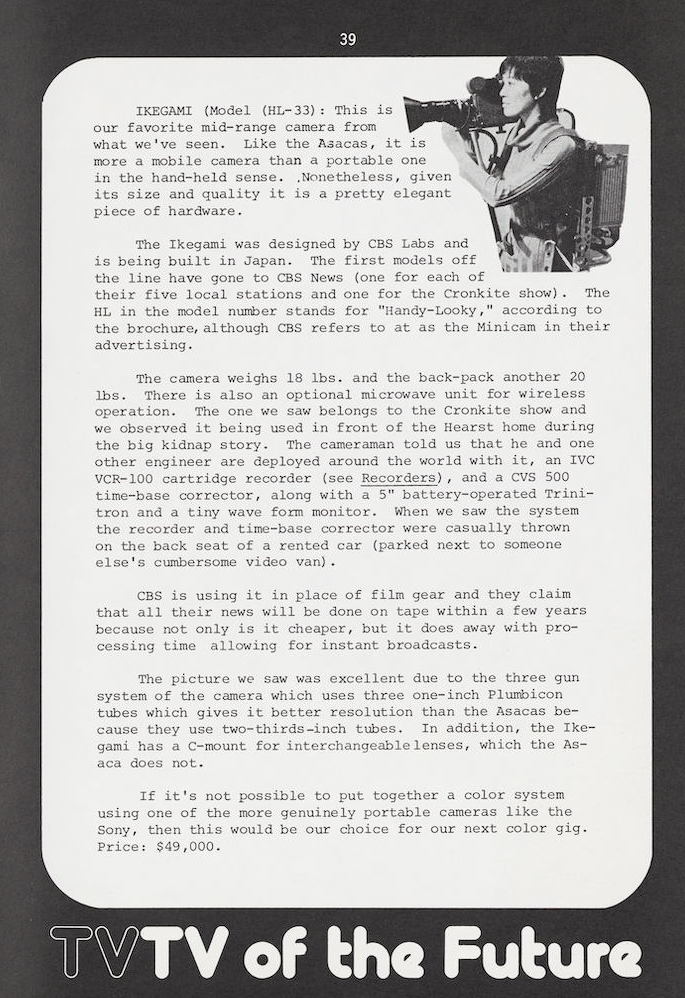 39
IKEGAMI (Model (HL-33): This is
our favorite mid-range camera from
what we've seen. Like the Asacas, it is
more a mobile camera than a portable one
in the hand-held sense. .Nonetheless, given
its size and quality it is a pretty elegant
piece of hardware.
The Ikegami was designed by CBS Labs and
is being built in Japan. The first models off
the line have gone to CBS News (one for each of
their five local stations and one for the Cronkite show). The
HL in the model number stands for "Handy-Looky," according to
the brochure, although CBS refers to at as the Minicam in their
advertising.
The camera weighs 18 lbs. and the back-pack another 20
lbs. There is also an optional microwave unit for wireless
operation. The one we saw belongs to the Cronkite show and
we observed it being used in front of the Hearst home during
the big kidnap story. The cameraman told us that he and one
other engineer are deployed around the world with it, an IVC
VCR-100 cartridge recorder (see Recorders), and a CVS 500
time-base corrector, along with a 5" battery-operated Trini-
tron and a tiny wave form monitor. When we saw the system
the recorder and time-base corrector were casually thrown
on the back seat of a rented car (parked next to someone
else's cumbersome video van).
CBS is using it in place of film gear and they claim
that all their news will be done on tape within a few years
because not only is it cheaper, but it does away with pro-
cessing time allowing for instant broadcasts.
The picture we saw was excellent due to the three gun
system of the camera which uses three one-inch Plumbicon
tubes which gives it better resolution than the Asacas be-
cause they use two-thirds-inch tubes. In addition, the Ike-
gami has a C-mount for interchangeable lenses, which the As-
aca does not.
If it's not possible to put together a color system
using one of the more genuinely portable cameras like the
Sony, then this would be our choice for our next color gig.
Price: $49,000.
TVTV of the Future